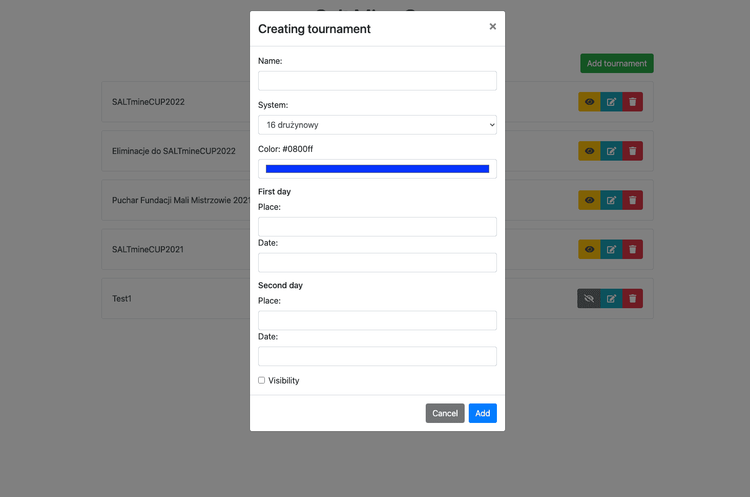 Creating tournament ×
Add tournament
Name:
SALTmineCUP2022
System:
16 drużynowy
Color: #0800ff
Eliminacje do SALTmineCUP2022
First day
Puchar Fundacji Mali Mistrzowie 2021
Place:
Date:
SALTmineCUP2021
Second day
Place:
Test1
Date:
Visibility
Cancel Add